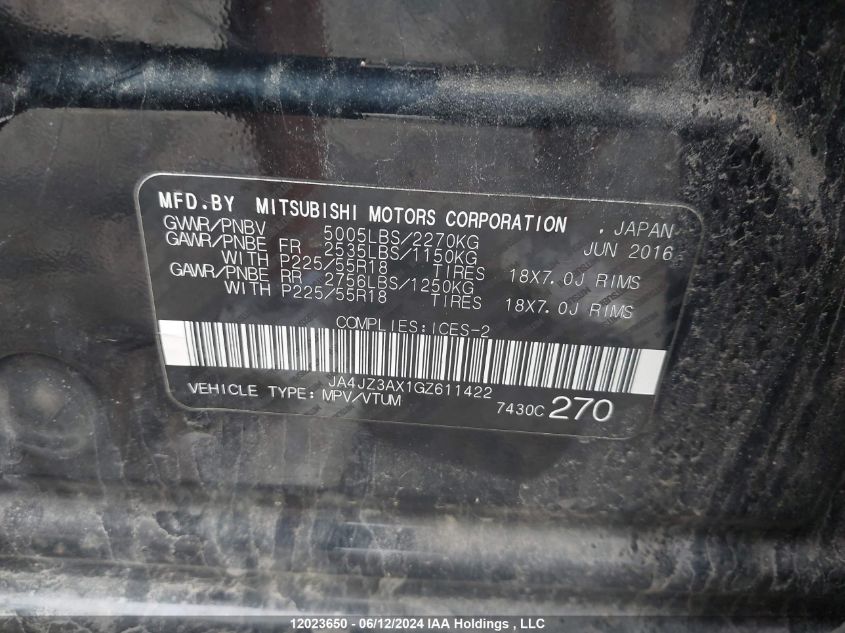 MFD.BY MITSUBISHI MOTORS CORPORATION , JAPAN
GVWR/PNBV 5005LBS/2270KG JUN 2016
GAWR/PNBE FR 2535LBS/1150KG
WITH P225/55R18 TIRES 18X7.0J RIMS
GAWR/PNBE RR 2756LBS/1250KG
WITH P225/55R18 TIRES 18X7.0J RIMS
COMPLIES:ICES-2
JA4JZ3AX1GZ611422
VEHICLE TYPE: MPV/VTUM 7430C 270
12023650 - 06/12/2024 IAA Holdings , LLC